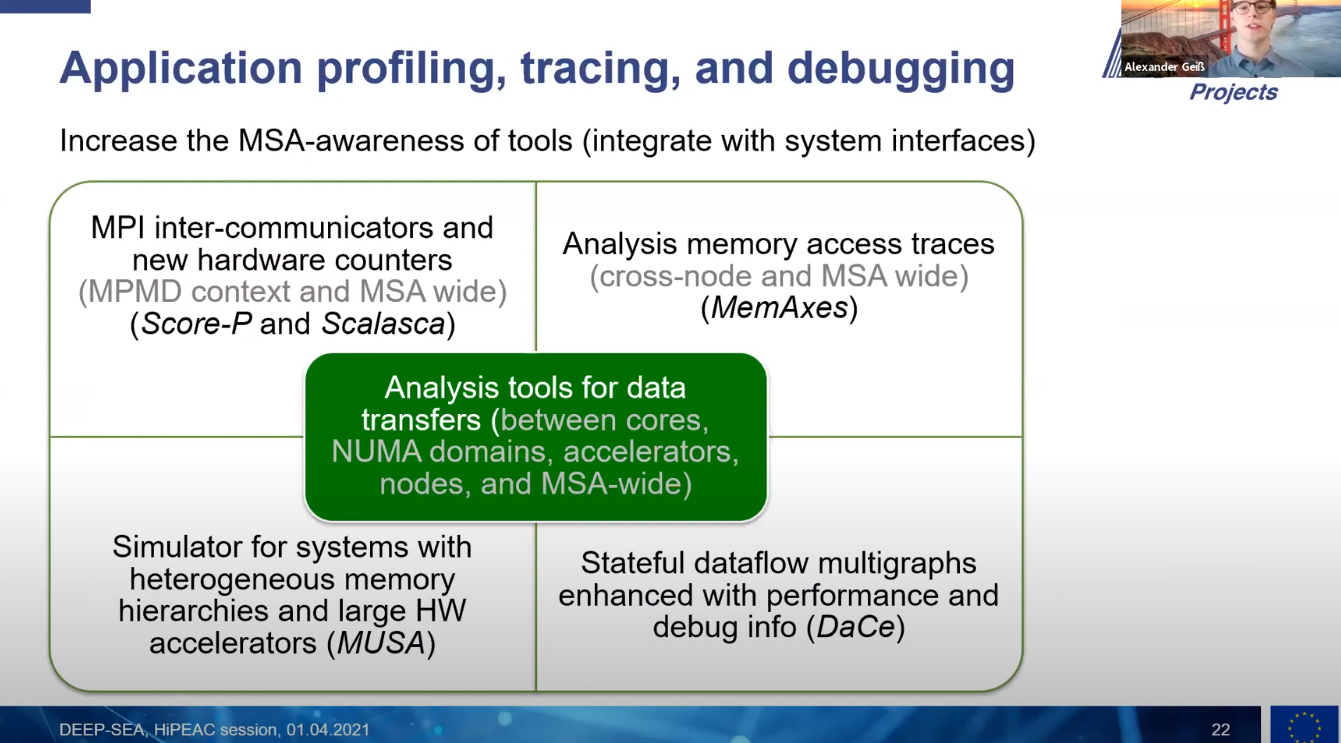 Application profiling, tracing, and debugging
Alexander Geiß
Projects
Increase the MSA-awareness of tools (integrate with system interfaces)
MPI inter-communicators and
new hardware counters
(MPMD context and MSA wide)
(Score-P and Scalasca)
Analysis memory access traces
(cross-node and MSA wide)
(MemAxes)
Analysis tools for data
transfers (between cores,
NUMA domains, accelerators,
nodes, and MSA-wide)
Simulator for systems with
heterogeneous memory
hierarchies and large HW
accelerators (MUSA)
Stateful dataflow multigraphs
enhanced with performance and
debug info (DaCe)
DEEP-SEA, HiPEAC session, 01.04.2021
22